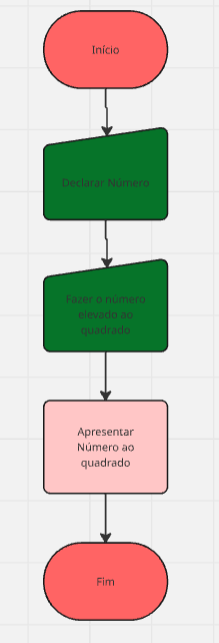 Início
Declarar Número
Fazer o número
elevado ao
quadrado
Apresentar
Número ao
quadrado
Fim